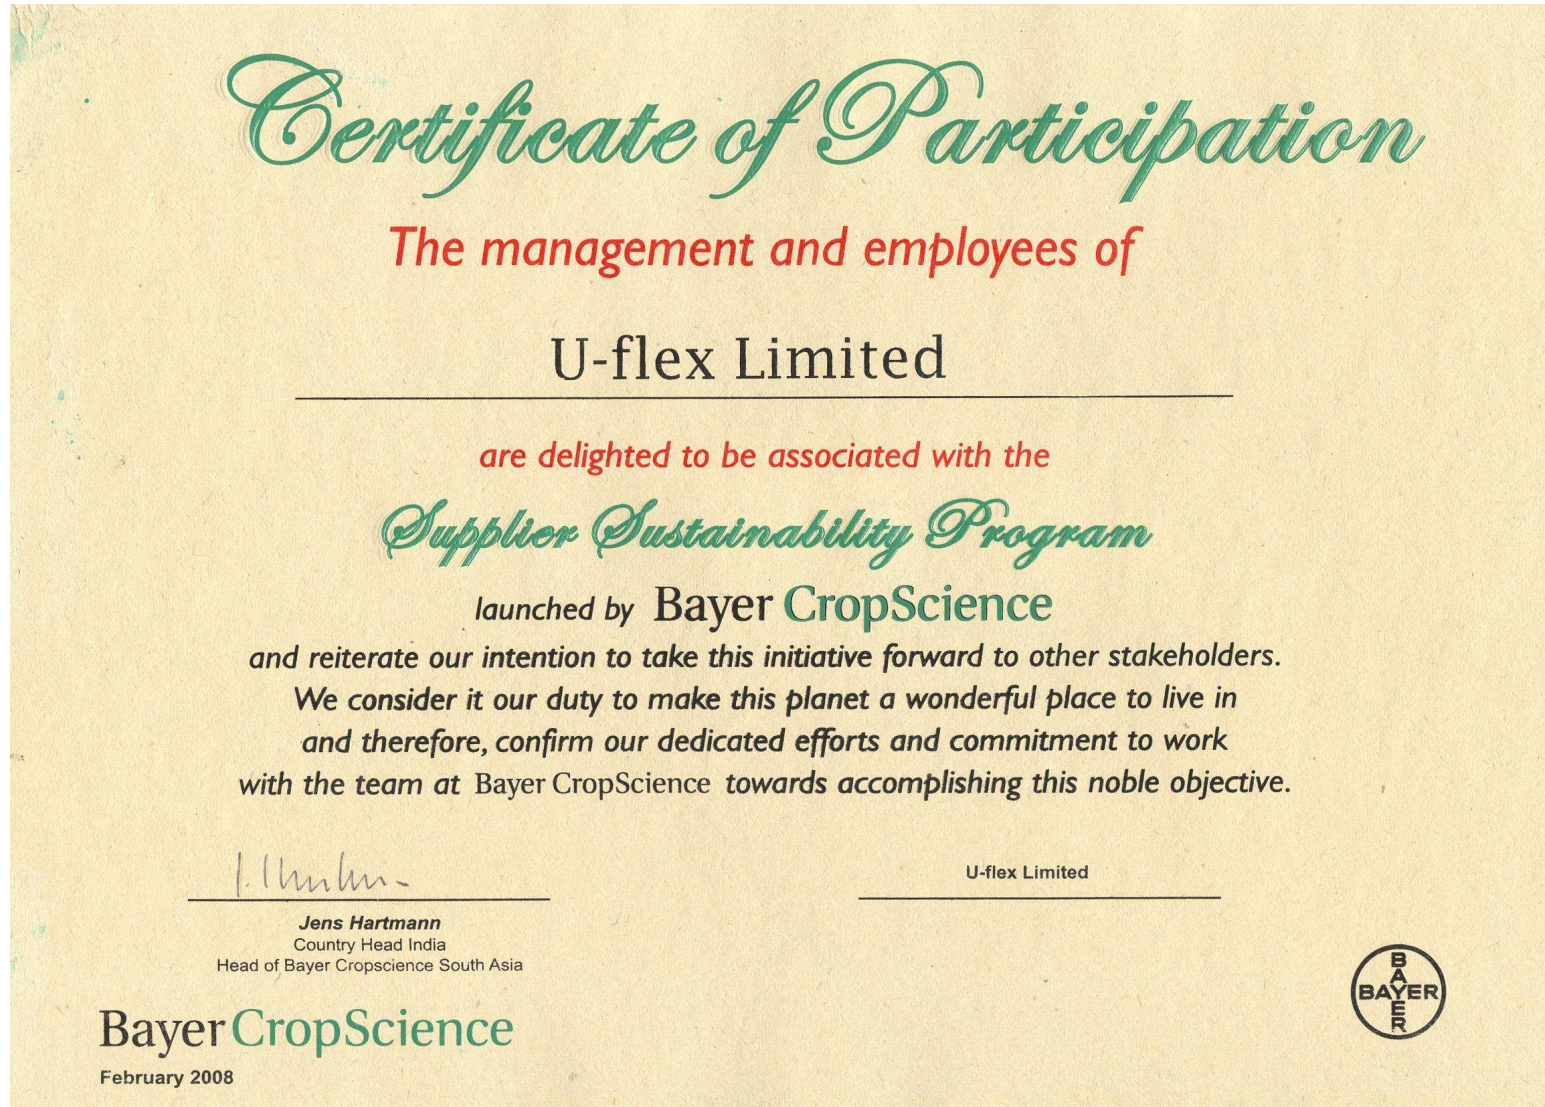 Certificate of Participation
The management and employees of
U-flex Limited
are delighted to be associated with the
Supplier Sustainability Program
launched by Bayer CropScience
and reiterate our intention to take this initiative forward to other stakeholders.
We consider it our duty to make this planet a wonderful place to live in
and therefore, confirm our dedicated efforts and commitment to work
with the team at Bayer CropScience towards accomplishing this noble objective.
U-flex Limited
Jens Hartmann
Country Head India
Head of Bayer Cropscience South Asia
BAYER
BAYER
Bayer CropScience
February 2008